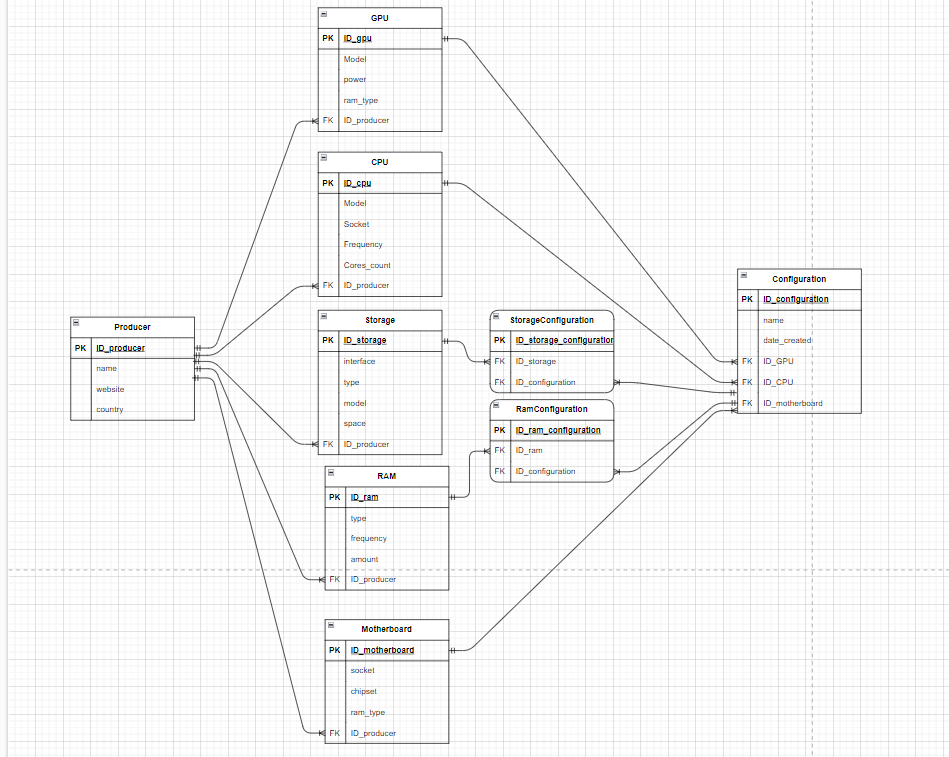 GPU
PK ID_gpu
Model
power
ram_type
FK ID_producer
CPU
PK ID_cpu
Model
Socket
Frequency
Cores_count
FK ID_producer
Producer
PK ID_producer
name
website
country
Storage
PK ID_storage
interface
type
model
space
FK ID_producer
StorageConfiguration
PK ID_storage_configuration
FK ID_storage
FK ID_configuration
RamConfiguration
PK ID_ram_configuration
FK ID_ram
FK ID_configuration
Configuration
PK ID_configuration
name
date_created
FK ID_GPU
FK ID_CPU
FK ID_motherboard
RAM
PK ID_ram
type
frequency
amount
FK ID_producer
Motherboard
PK ID_motherboard
socket
chipset
ram_type
FK ID_producer